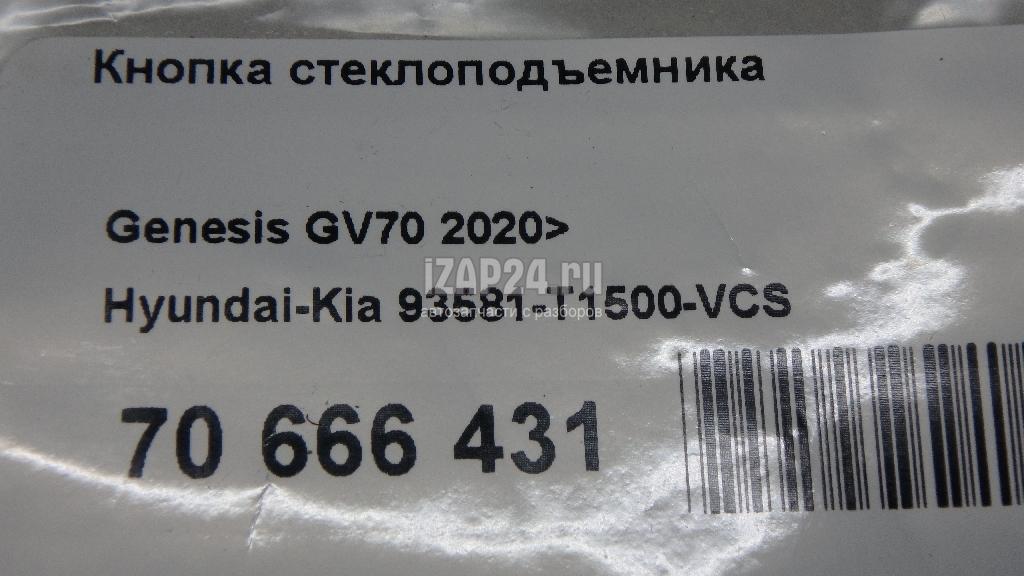 Кнопка стеклоподъемника
Genesis GV70 2020>
iZAP24.ru
Hyundai-Kia 93581-T1500-VCS
автозапчасти с разборов
70 666 431